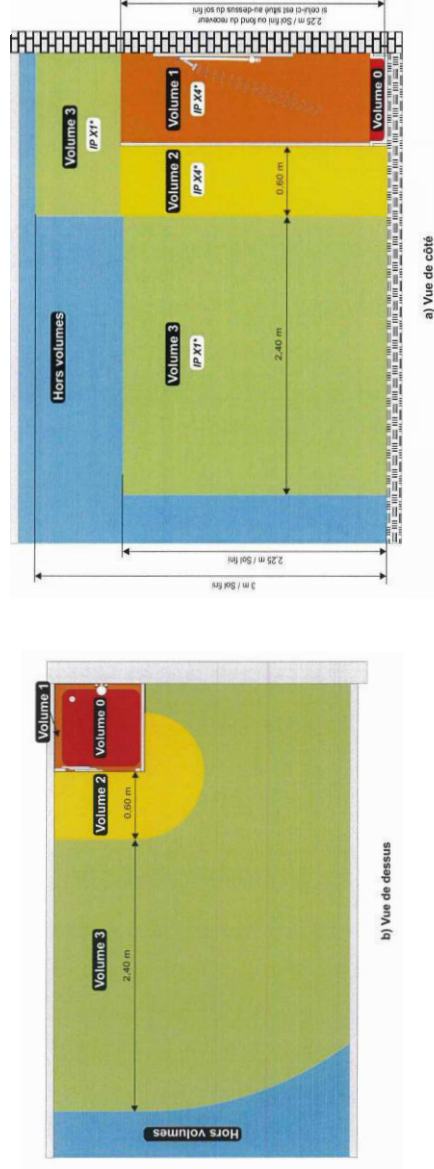 2.25 m / Sol fini ou fond du receveur
si celui-ci est situé au-dessus du sol fini
Volume 3
IP X1*
Volume 1
IP X4*
Volume 0
Volume 2
IP X4*
0.60 m
Hors volumes
Volume 3
IP X1*
2,40 m
2.25 m / Sol fini
3 m / Sol fini
a) Vue de côté
Volume 1
Volume 0
Volume 2
0,60 m
Volume 3
2,40 m
Hors volumes
b) Vue de dessus